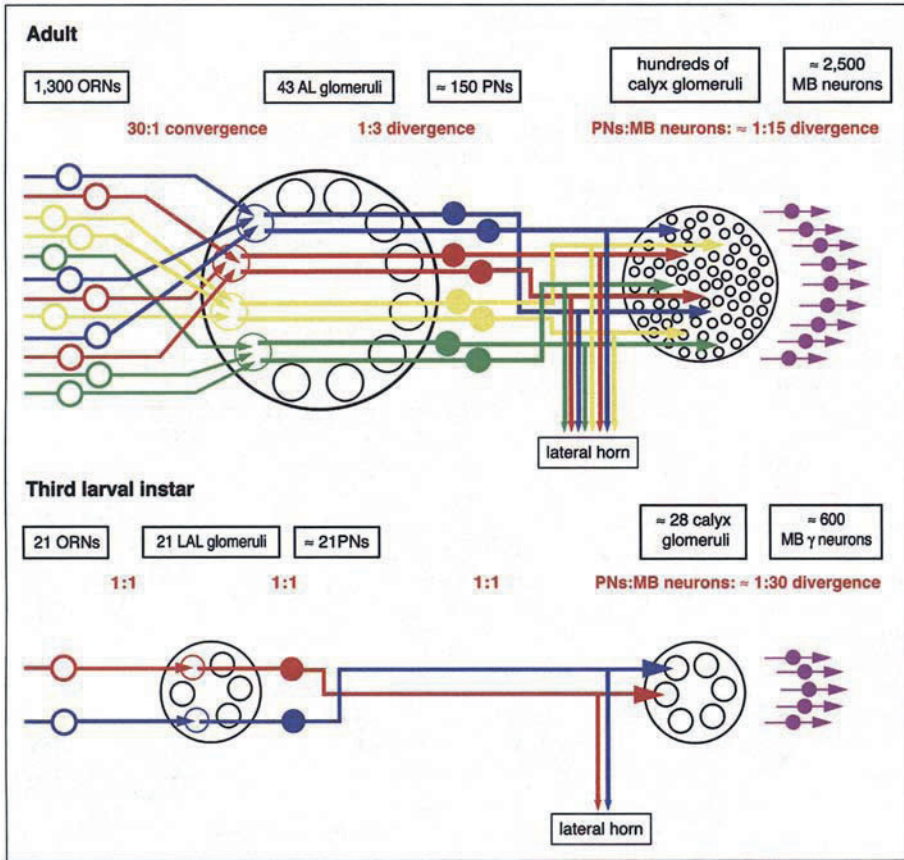 Adult
1,300 ORNs
43 AL glomeruli
≈ 150 PNs
hundreds of
calyx glomeruli
≈ 2,500
MB neurons
30:1 convergence
1:3 divergence
PNs:MB neurons: ≈ 1:15 divergence
lateral horn
Third larval instar
21 ORNs
21 LAL glomeruli
≈ 21PNs
≈ 28 calyx
glomeruli
≈ 600
MB γ neurons
1:1
1:1
1:1
PNs:MB neurons: ≈ 1:30 divergence
lateral horn